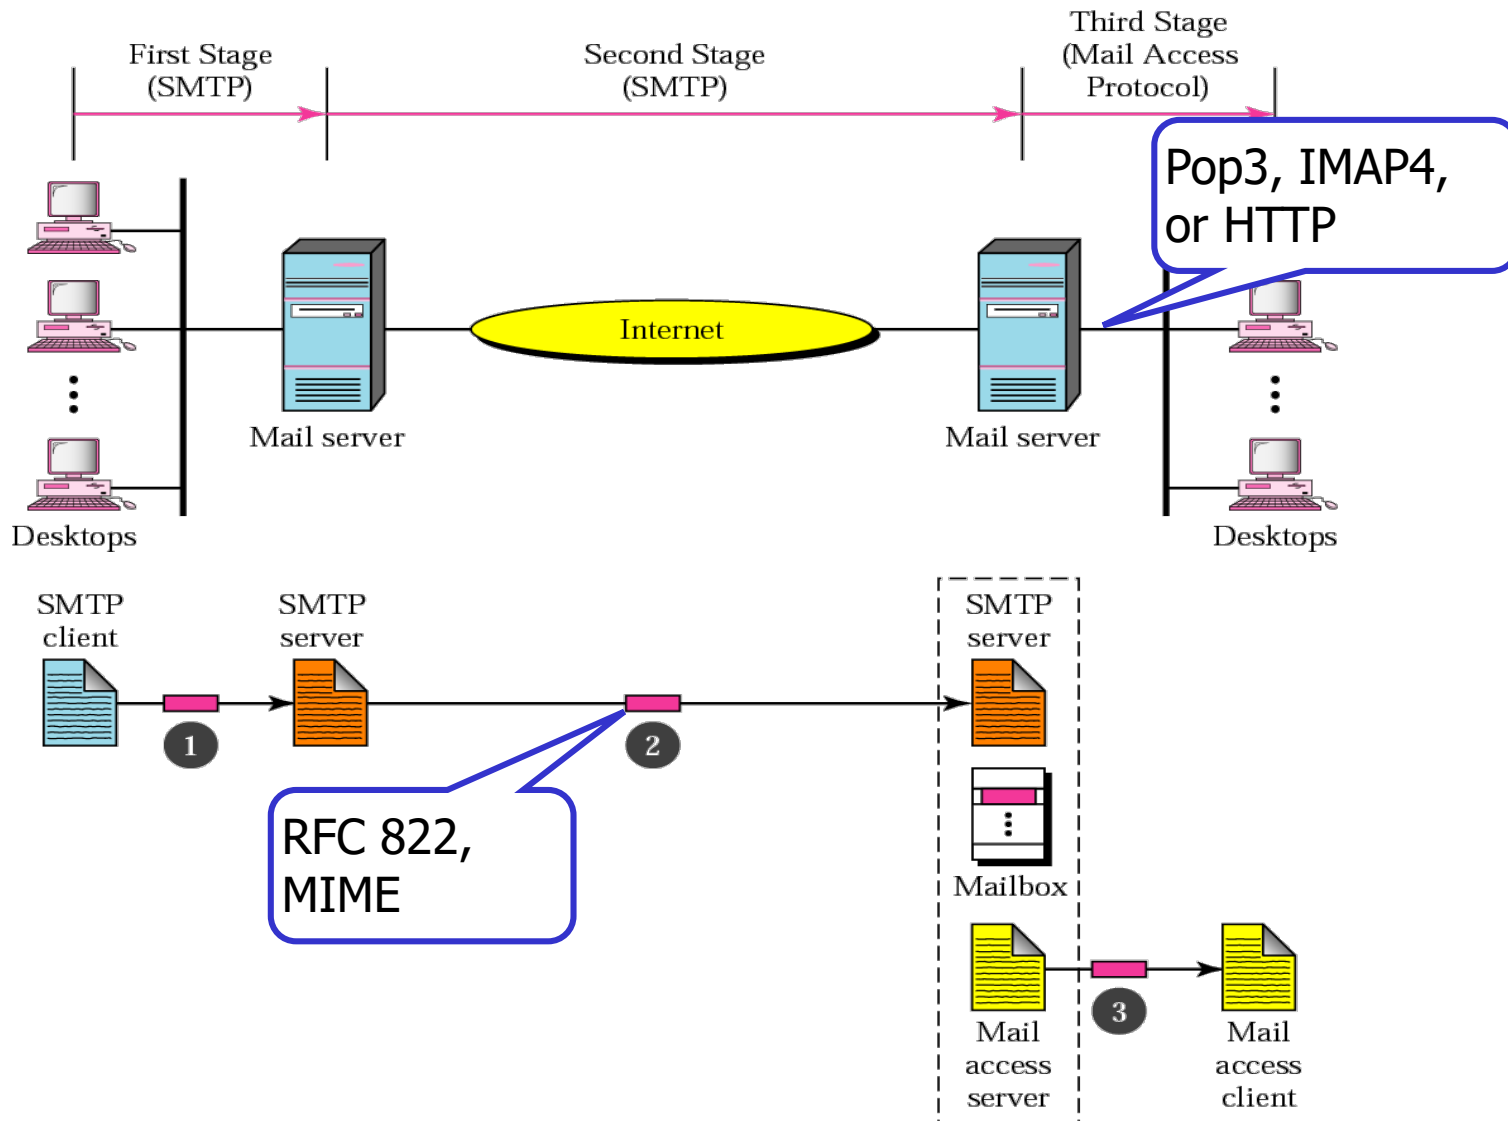 First Stage
(SMTP)
Second Stage
(SMTP)
Third Stage
(Mail Access
Protocol)
Pop3, IMAP4,
or HTTP
Internet
Mail server
Mail server
Desktops
Desktops
SMTP
client
SMTP
server
SMTP
server
1
2
RFC 822,
MIME
Mailbox
3
Mail
access
server
Mail
access
client